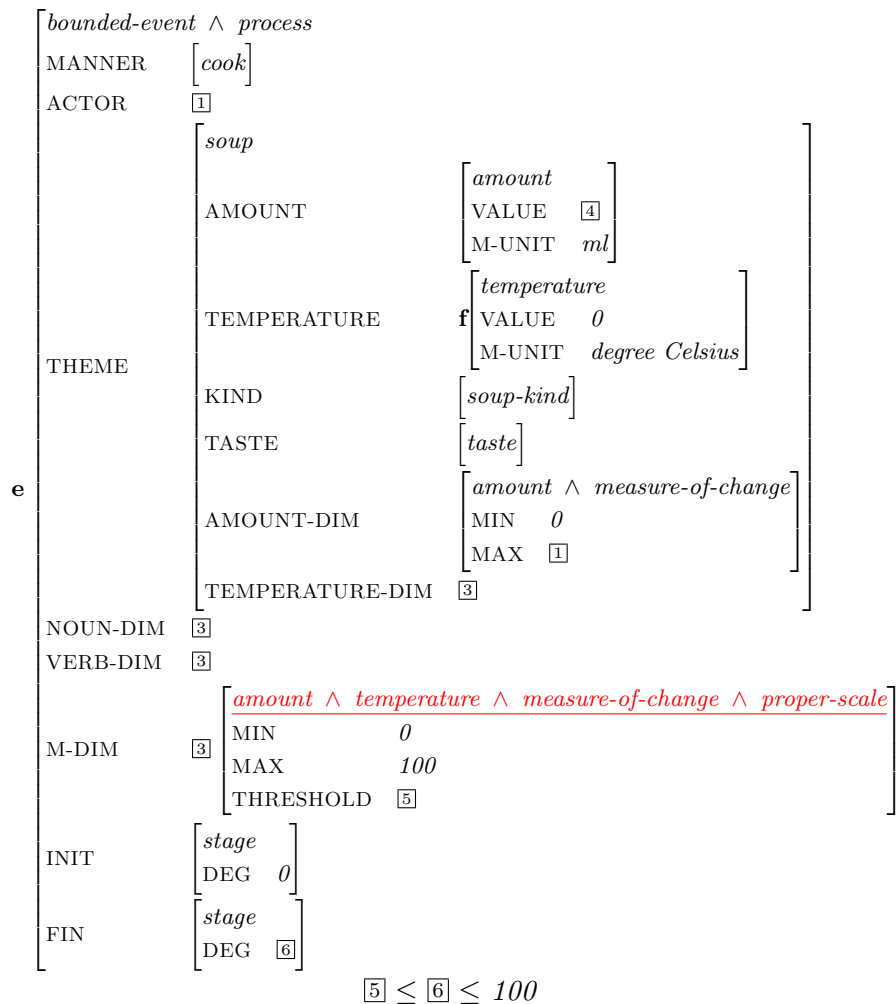 bounded-event ∧ process
MANNER [cook]
ACTOR 1
soup
amount
AMOUNT VALUE 4
M-UNIT ml
temperature
TEMPERATURE f VALUE 0
M-UNIT degree Celsius
THEME
KIND [soup-kind]
TASTE [taste]
e
amount ∧ measure-of-change
AMOUNT-DIM MIN 0
MAX 1
TEMPERATURE-DIM 3
NOUN-DIM 3
VERB-DIM 3
amount ∧ temperature ∧ measure-of-change ∧ proper-scale
MIN 0
M-DIM 3
MAX 100
THRESHOLD 5
stage
INIT
DEG 0
stage
FIN
DEG 6
5 ≤ 6 ≤ 100